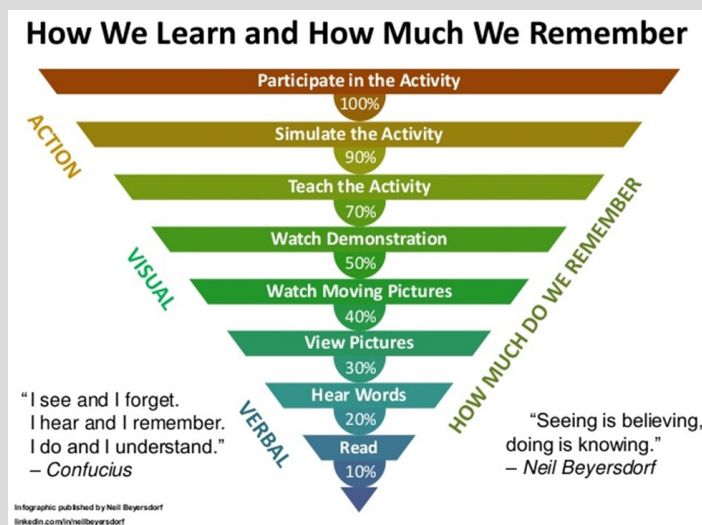 How We Learn and How Much We Remember
Participate in the Activity
100%
ACTION
Simulate the Activity
90%
Teach the Activity
70%
Watch Demonstration
50%
VISUAL
Watch Moving Pictures
40%
View Pictures
30%
HOW MUCH DO WE REMEMBER
Hear Words
20%
VERBAL
Read
10%
“I see and I forget.
I hear and I remember.
I do and I understand.”
– Confucius
“Seeing is believing,
doing is knowing.”
– Neil Beyersdorf
Infographic published by Neil Beyersdorf
linkedin.com/in/neilbeyersdorf